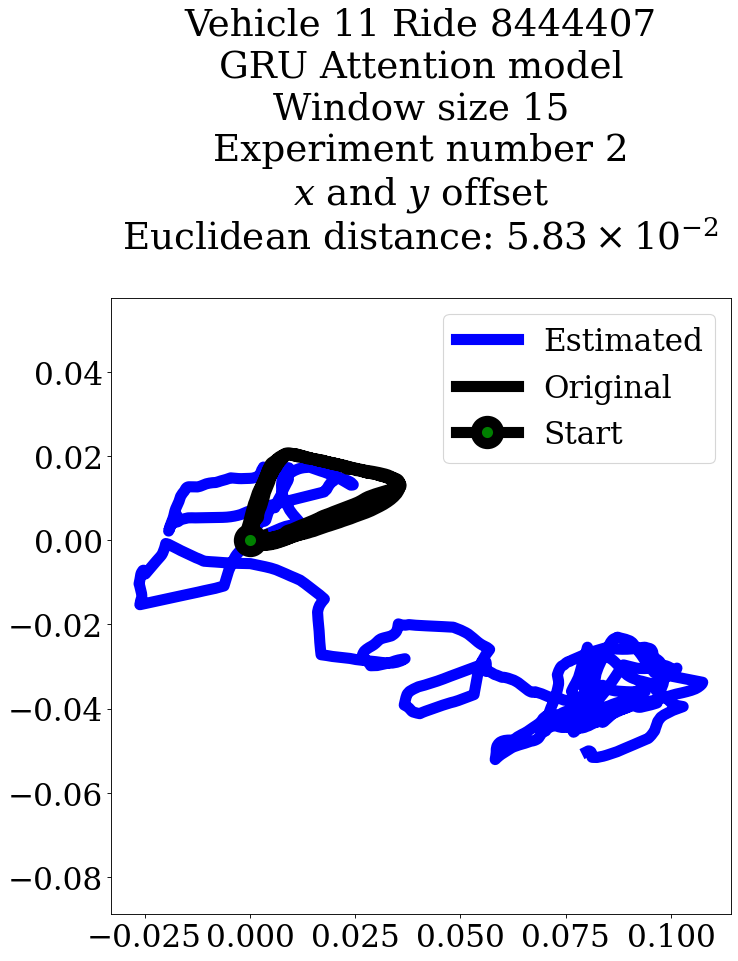 Vehicle 11 Ride 8444407
GRU Attention model
Window size 15
Experiment number 2
x and y offset
Euclidean distance: 5.83 × 10⁻²
Estimated
Original
Start
0.04
0.02
0.00
−0.02
−0.04
−0.06
−0.08
−0.025 0.000 0.025 0.050 0.075 0.100